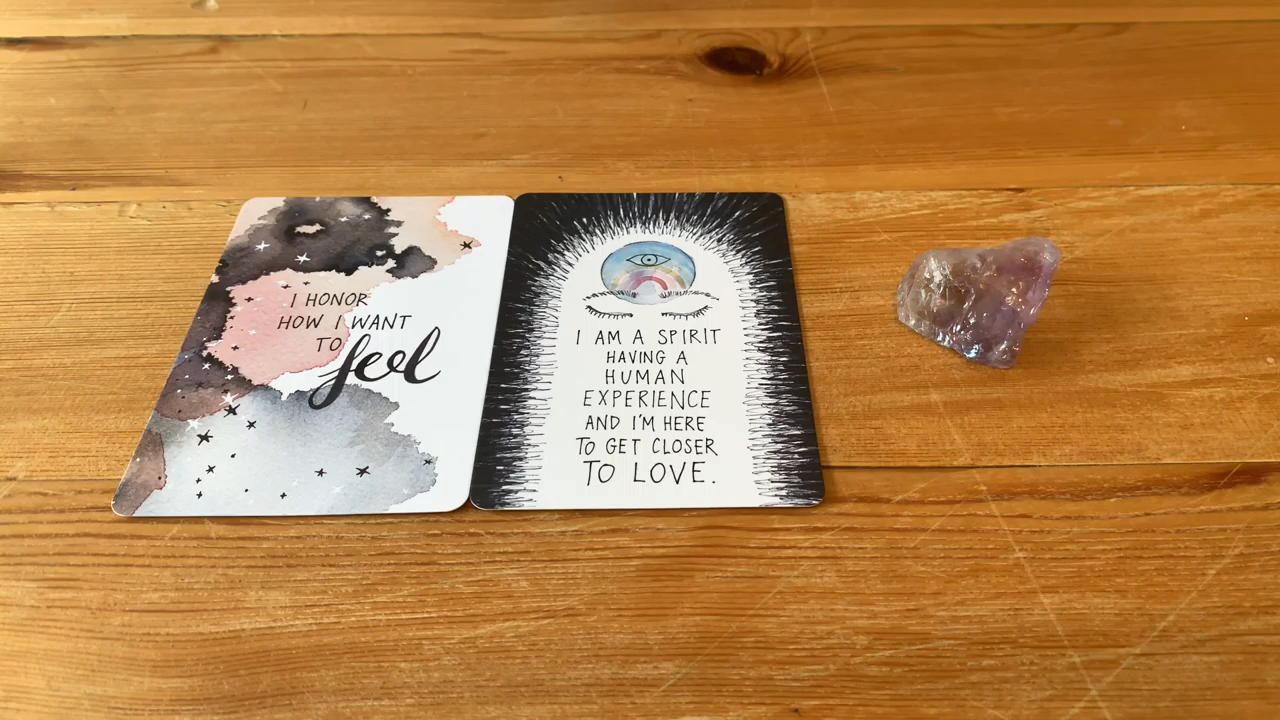 I HONOR
HOW I WANT
TO feel
I AM A SPIRIT
HAVING A
HUMAN
EXPERIENCE
AND I'M HERE
TO GET CLOSER
TO LOVE.